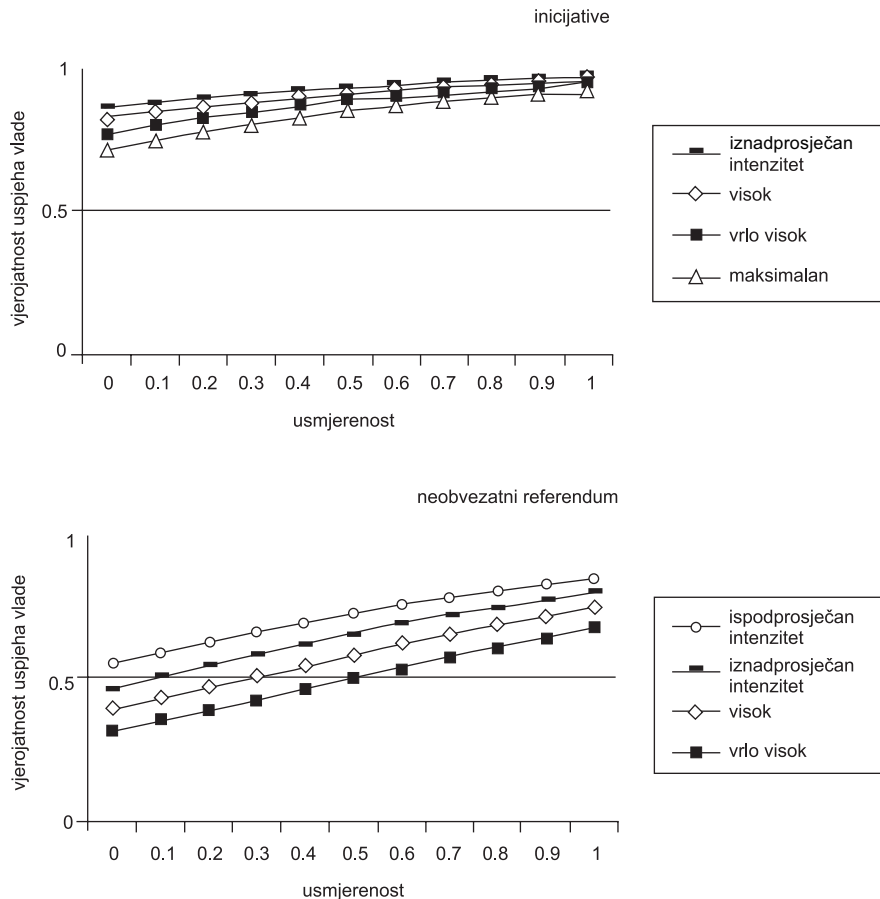 inicijative
vjerojatnost uspjeha vlade
1
0.5
0
0 0.1 0.2 0.3 0.4 0.5 0.6 0.7 0.8 0.9 1
usmjerenost
iznadprosječan
intenzitet
visok
vrlo visok
maksimalan
neobvezatni referendum
vjerojatnost uspjeha vlade
1
0.5
0
0 0.1 0.2 0.3 0.4 0.5 0.6 0.7 0.8 0.9 1
usmjerenost
ispodprosječan
intenzitet
iznadprosječan
intenzitet
visok
vrlo visok